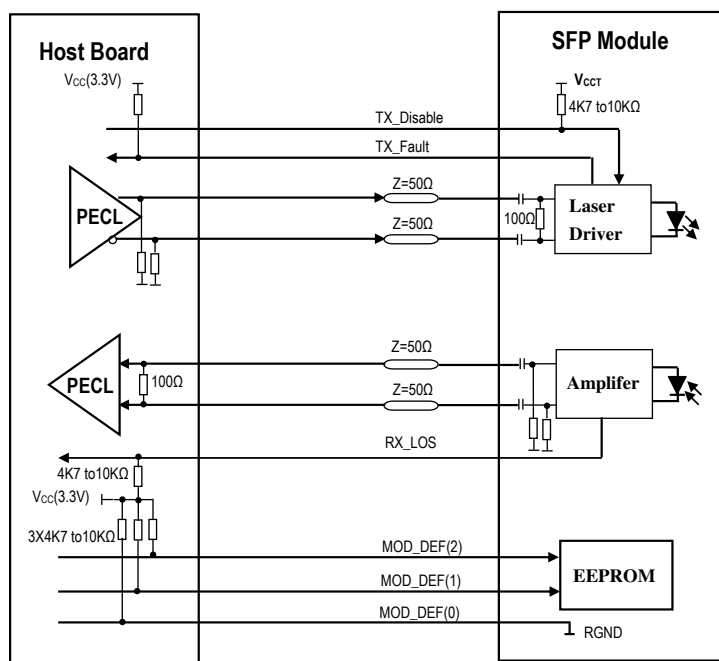 Host Board
SFP Module
VCC(3.3V)
VCCT
4K7 to10KΩ
TX_Disable
TX_Fault
Z=50Ω
PECL
100Ω
Laser
Driver
Z=50Ω
Z=50Ω
PECL
100Ω
Amplifer
Z=50Ω
RX_LOS
4K7 to10KΩ
VCC(3.3V)
3X4K7 to10KΩ
MOD_DEF(2)
EEPROM
MOD_DEF(1)
MOD_DEF(0)
RGND